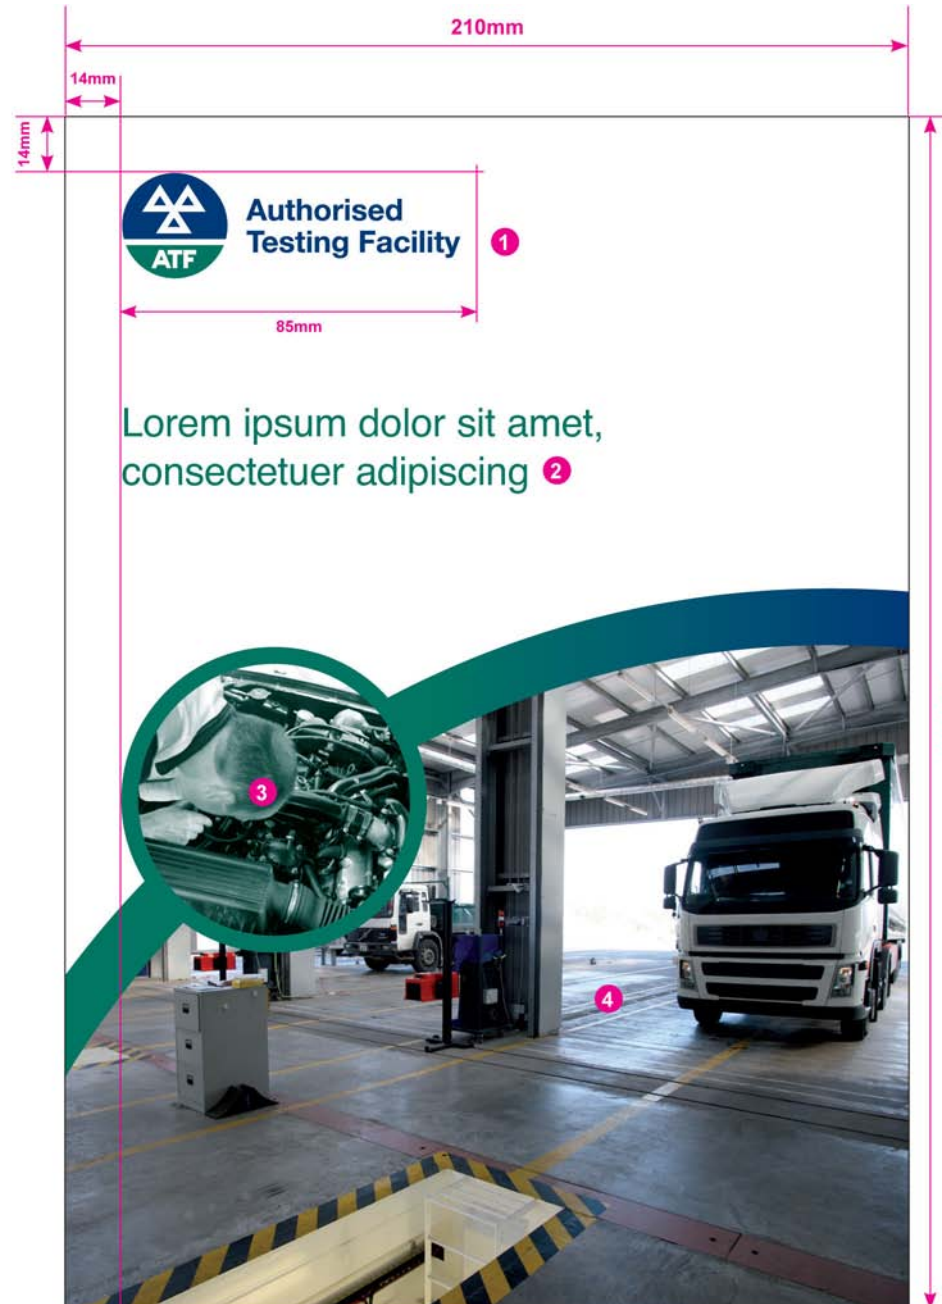 210mm
14mm
14mm
Authorised
Testing Facility
ATF
1
85mm
Lorem ipsum dolor sit amet,
consectetuer adipiscing 2
3
4